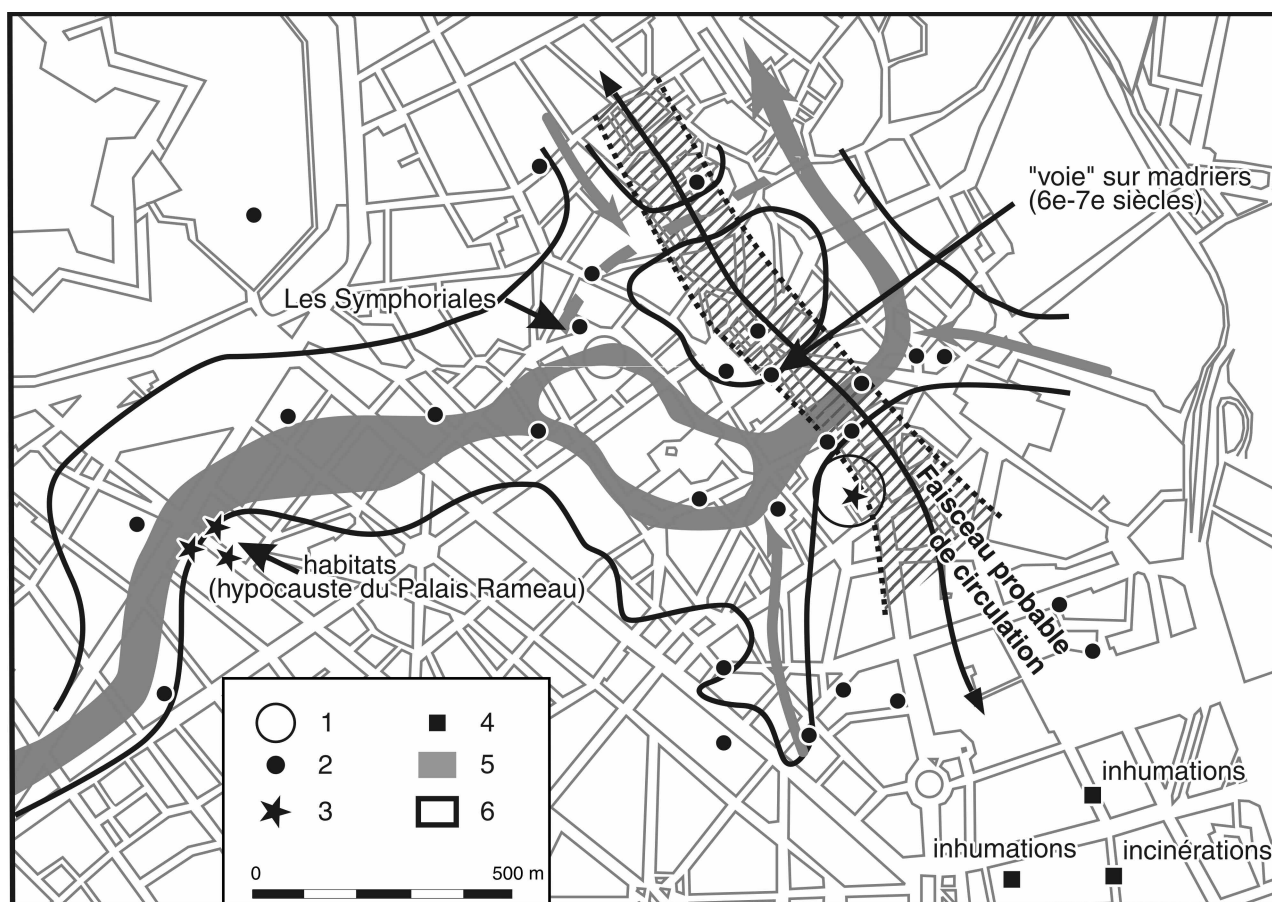 "voie" sur madriers
(6e-7e siècles)
Les Symphoriales
habitats
(hypocauste du Palais Rameau)
Faisceau probable
de circulation
1
2
3
4
5
6
0
500 m
inhumations
inhumations
incinérations